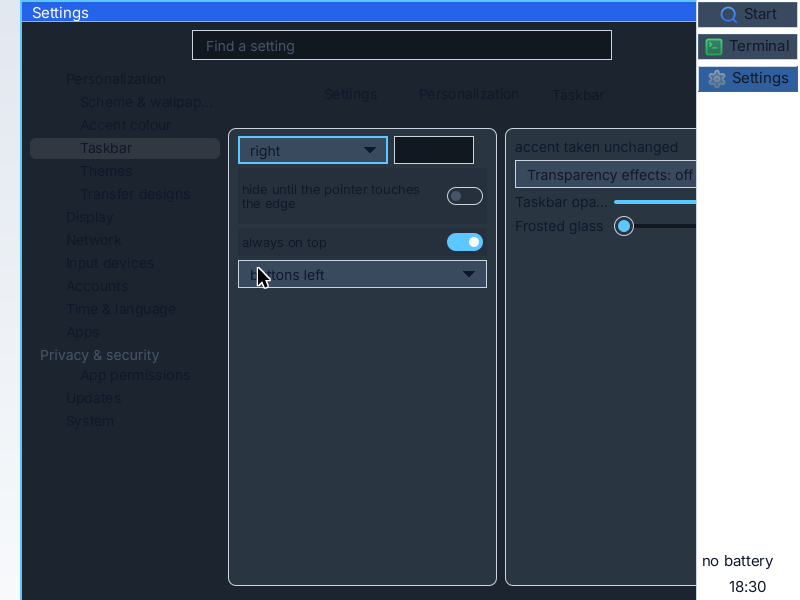 Settings
Start
Find a setting
Terminal
Settings
Personalization
Scheme & wallpap...
Accent colour
Taskbar
Themes
Transfer designs
Display
Network
Input devices
Accounts
Time & language
Apps
Privacy & security
App permissions
Updates
System
Settings
Personalization
Taskbar
right
hide until the pointer touches
the edge
always on top
buttons left
accent taken unchanged
Transparency effects: off
Taskbar opa...
Frosted glass
no battery
18:30